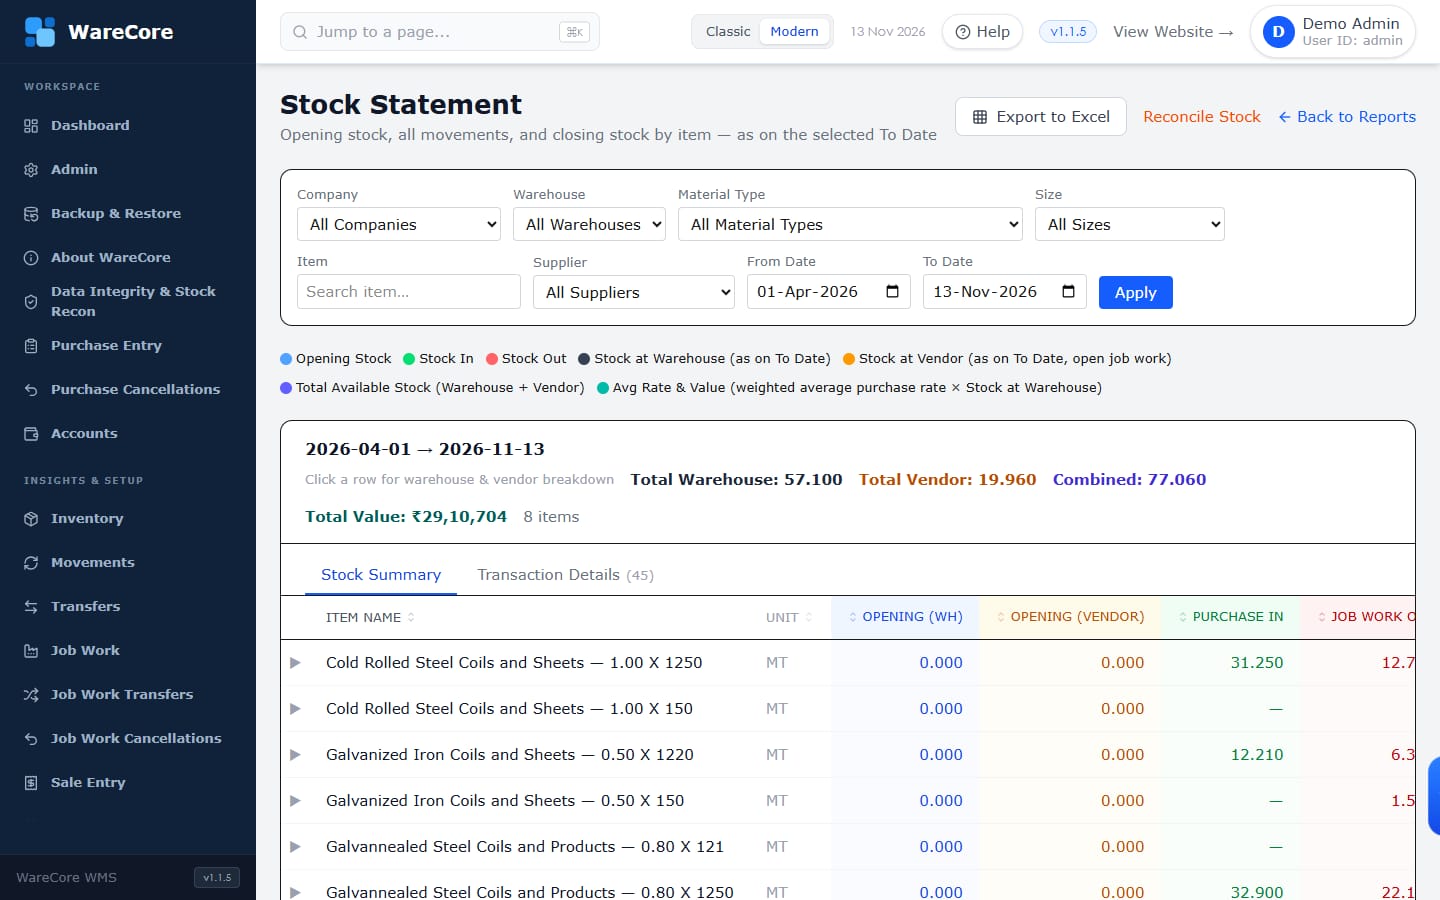 WareCore
Jump to a page...
⌘K
Classic
Modern
13 Nov 2026
Help
v1.1.5
View Website →
D
Demo Admin
User ID: admin
WORKSPACE
Dashboard
Admin
Backup & Restore
About WareCore
Data Integrity & Stock
Recon
Purchase Entry
Purchase Cancellations
Accounts
INSIGHTS & SETUP
Inventory
Movements
Transfers
Job Work
Job Work Transfers
Job Work Cancellations
Sale Entry
WareCore WMS
v1.1.5
Stock Statement
Opening stock, all movements, and closing stock by item — as on the selected To Date
Export to Excel
Reconcile Stock
← Back to Reports
Company
Warehouse
Material Type
Size
All Companies
All Warehouses
All Material Types
All Sizes
Item
Supplier
From Date
To Date
Search item...
All Suppliers
01-Apr-2026
13-Nov-2026
Apply
Opening Stock
Stock In
Stock Out
Stock at Warehouse (as on To Date)
Stock at Vendor (as on To Date, open job work)
Total Available Stock (Warehouse + Vendor)
Avg Rate & Value (weighted average purchase rate × Stock at Warehouse)
2026-04-01 → 2026-11-13
Click a row for warehouse & vendor breakdown
Total Warehouse: 57.100
Total Vendor: 19.960
Combined: 77.060
Total Value: ₹29,10,704
8 items
Stock Summary
Transaction Details (45)
ITEM NAME UNIT OPENING (WH) OPENING (VENDOR) PURCHASE IN JOB WORK O
Cold Rolled Steel Coils and Sheets — 1.00 X 1250 MT 0.000 0.000 31.250 12.7
Cold Rolled Steel Coils and Sheets — 1.00 X 150 MT 0.000 0.000 —
Galvanized Iron Coils and Sheets — 0.50 X 1220 MT 0.000 0.000 12.210 6.3
Galvanized Iron Coils and Sheets — 0.50 X 150 MT 0.000 0.000 — 1.5
Galvannealed Steel Coils and Products — 0.80 X 121 MT 0.000 0.000 —
Galvannealed Steel Coils and Products — 0.80 X 1250 MT 0.000 0.000 32.900 22.1